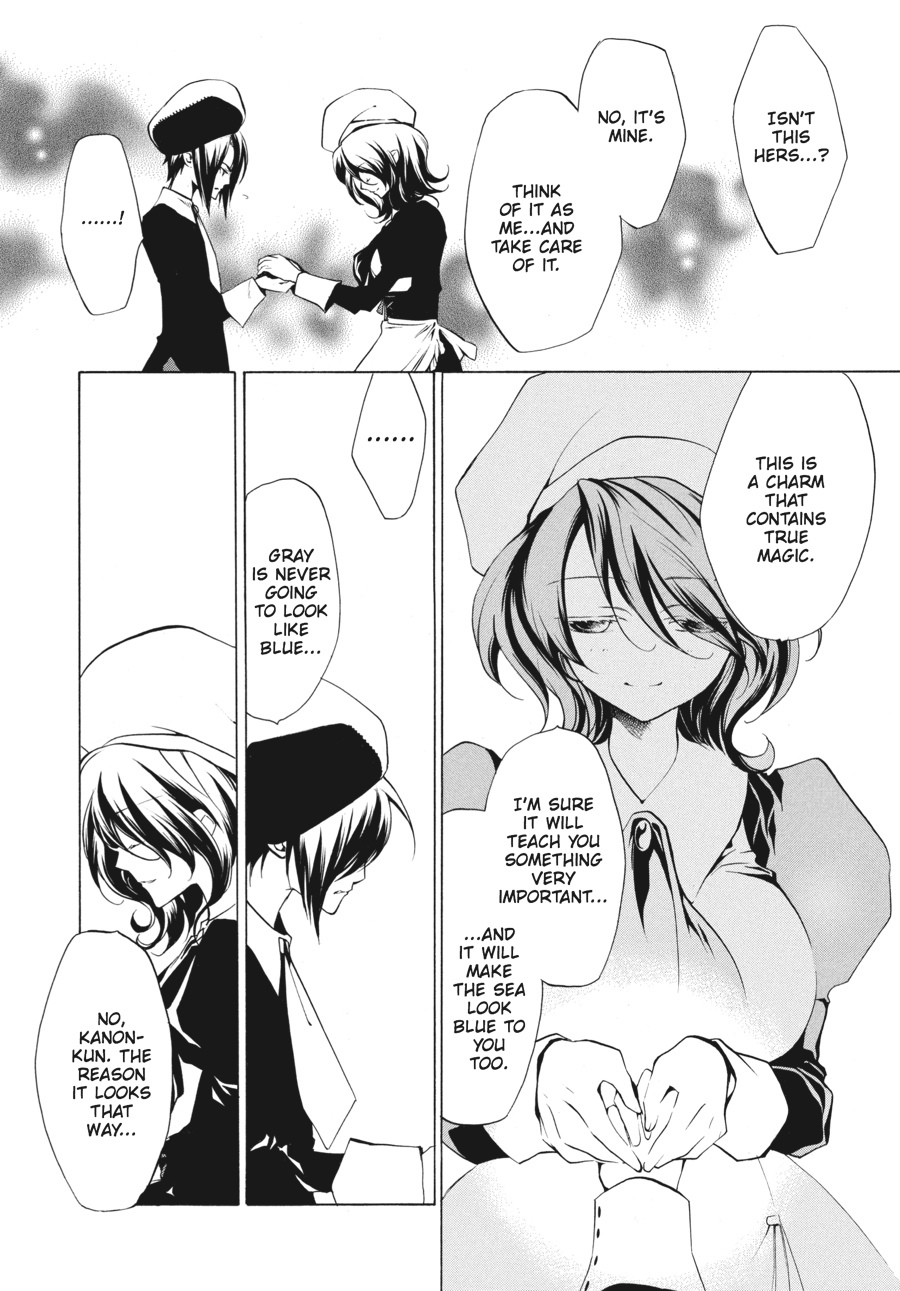 ISN'T
THIS
HERS...?
NO, IT'S
MINE.
THINK
OF IT AS
ME...AND
TAKE CARE
OF IT.
......!
THIS IS
A CHARM
THAT
CONTAINS
TRUE
MAGIC.
I'M SURE
IT WILL
TEACH YOU
SOMETHING
VERY
IMPORTANT...
...AND
IT WILL
MAKE
THE SEA
LOOK
BLUE TO
YOU
TOO.
......
GRAY
IS NEVER
GOING
TO LOOK
LIKE
BLUE...
NO,
KANON-
KUN. THE
REASON
IT LOOKS
THAT
WAY...